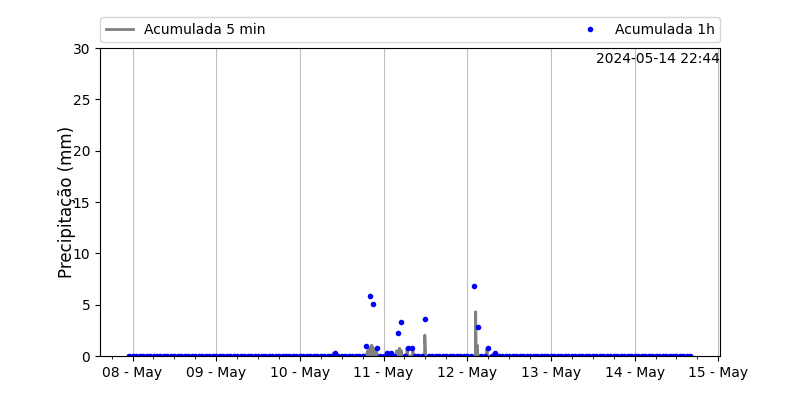 Acumulada 5 min
Acumulada 1h
2024-05-14 22:44
Precipitação (mm)
30
25
20
15
10
5
0
08 - May
09 - May
10 - May
11 - May
12 - May
13 - May
14 - May
15 - May